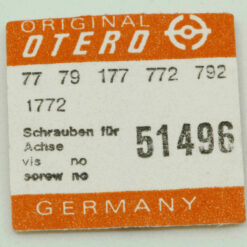 ORIGINAL
OTERO
77 79 177 772 792
1772
Schrauben für
Achse
vis no
screw no
51496
GERMANY